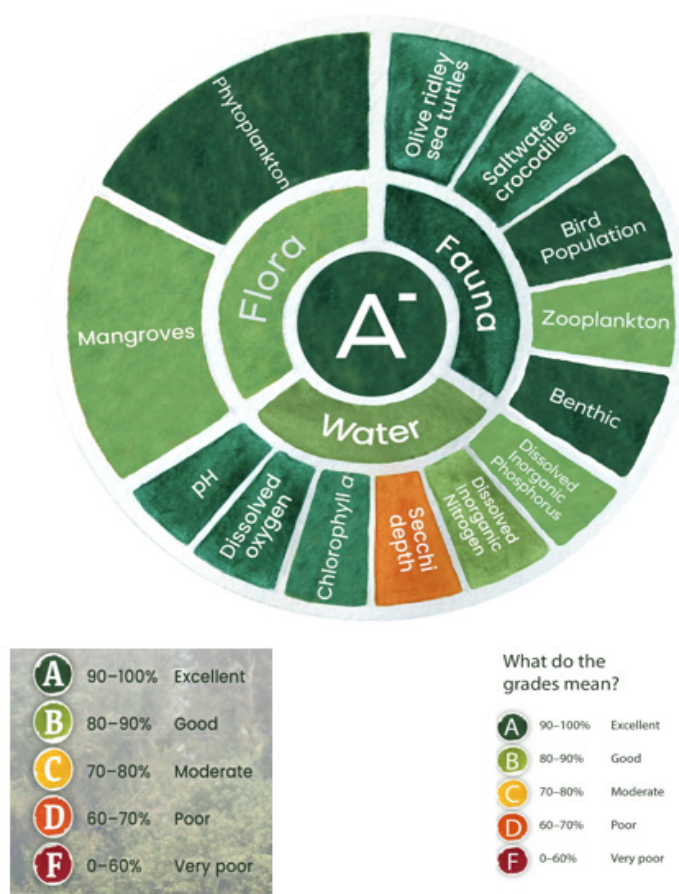 Phytoplankton
Olive ridley
sea turtles
Saltwater
crocodiles
Bird
Population
Flora
Fauna
A-
Mangroves
Zooplankton
Benthic
Water
pH
Dissolved
oxygen
Chlorophyll a
Secchi
depth
Dissolved
Inorganic
Nitrogen
Dissolved
Inorganic
Phosphorus
A 90–100% Excellent
B 80–90% Good
C 70–80% Moderate
D 60–70% Poor
F 0–60% Very poor
What do the
grades mean?
A 90–100% Excellent
B 80–90% Good
C 70–80% Moderate
D 60–70% Poor
F 0–60% Very poor